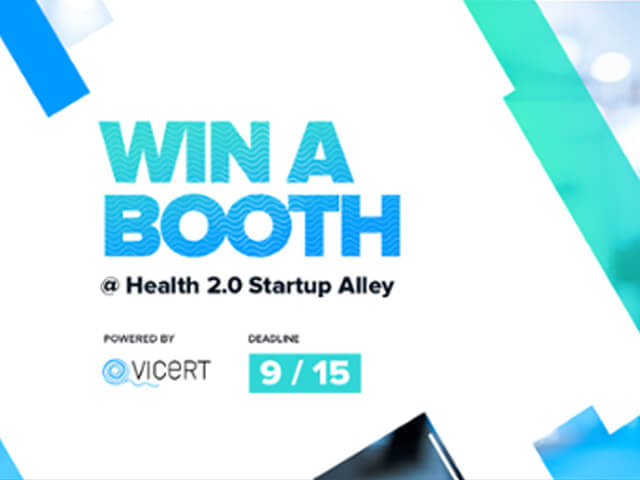 WIN A
BOOTH
@ Health 2.0 Startup Alley
POWERED BY
VICERT
DEADLINE
9 / 15